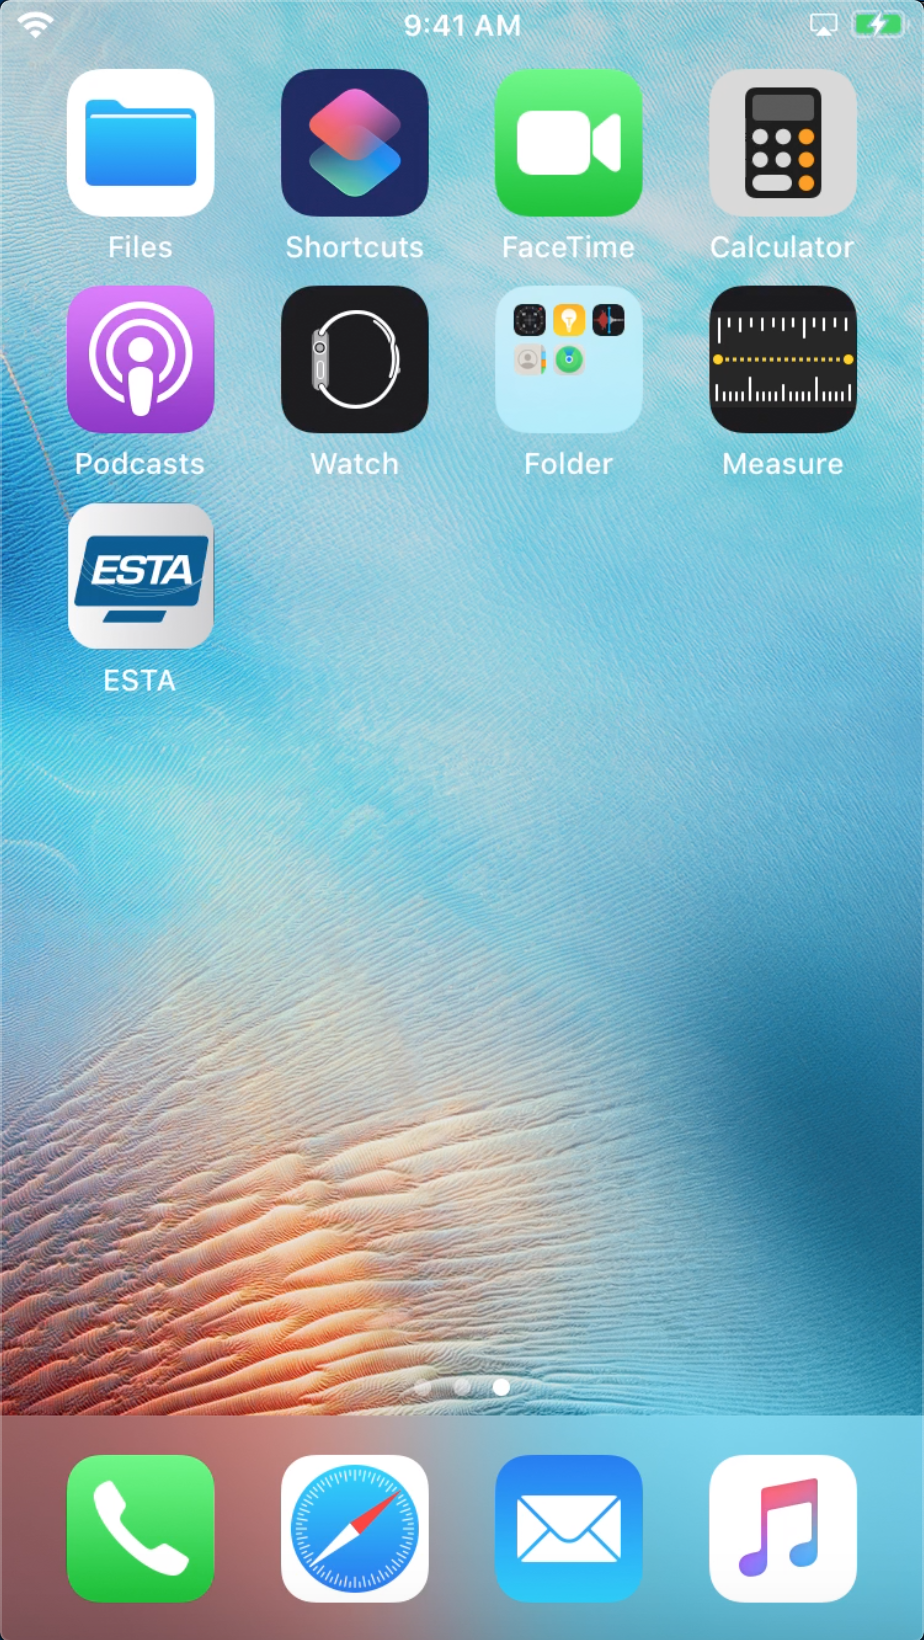 9:41 AM
Files
Shortcuts
FaceTime
Calculator
Podcasts
Watch
Folder
Measure
ESTA
ESTA